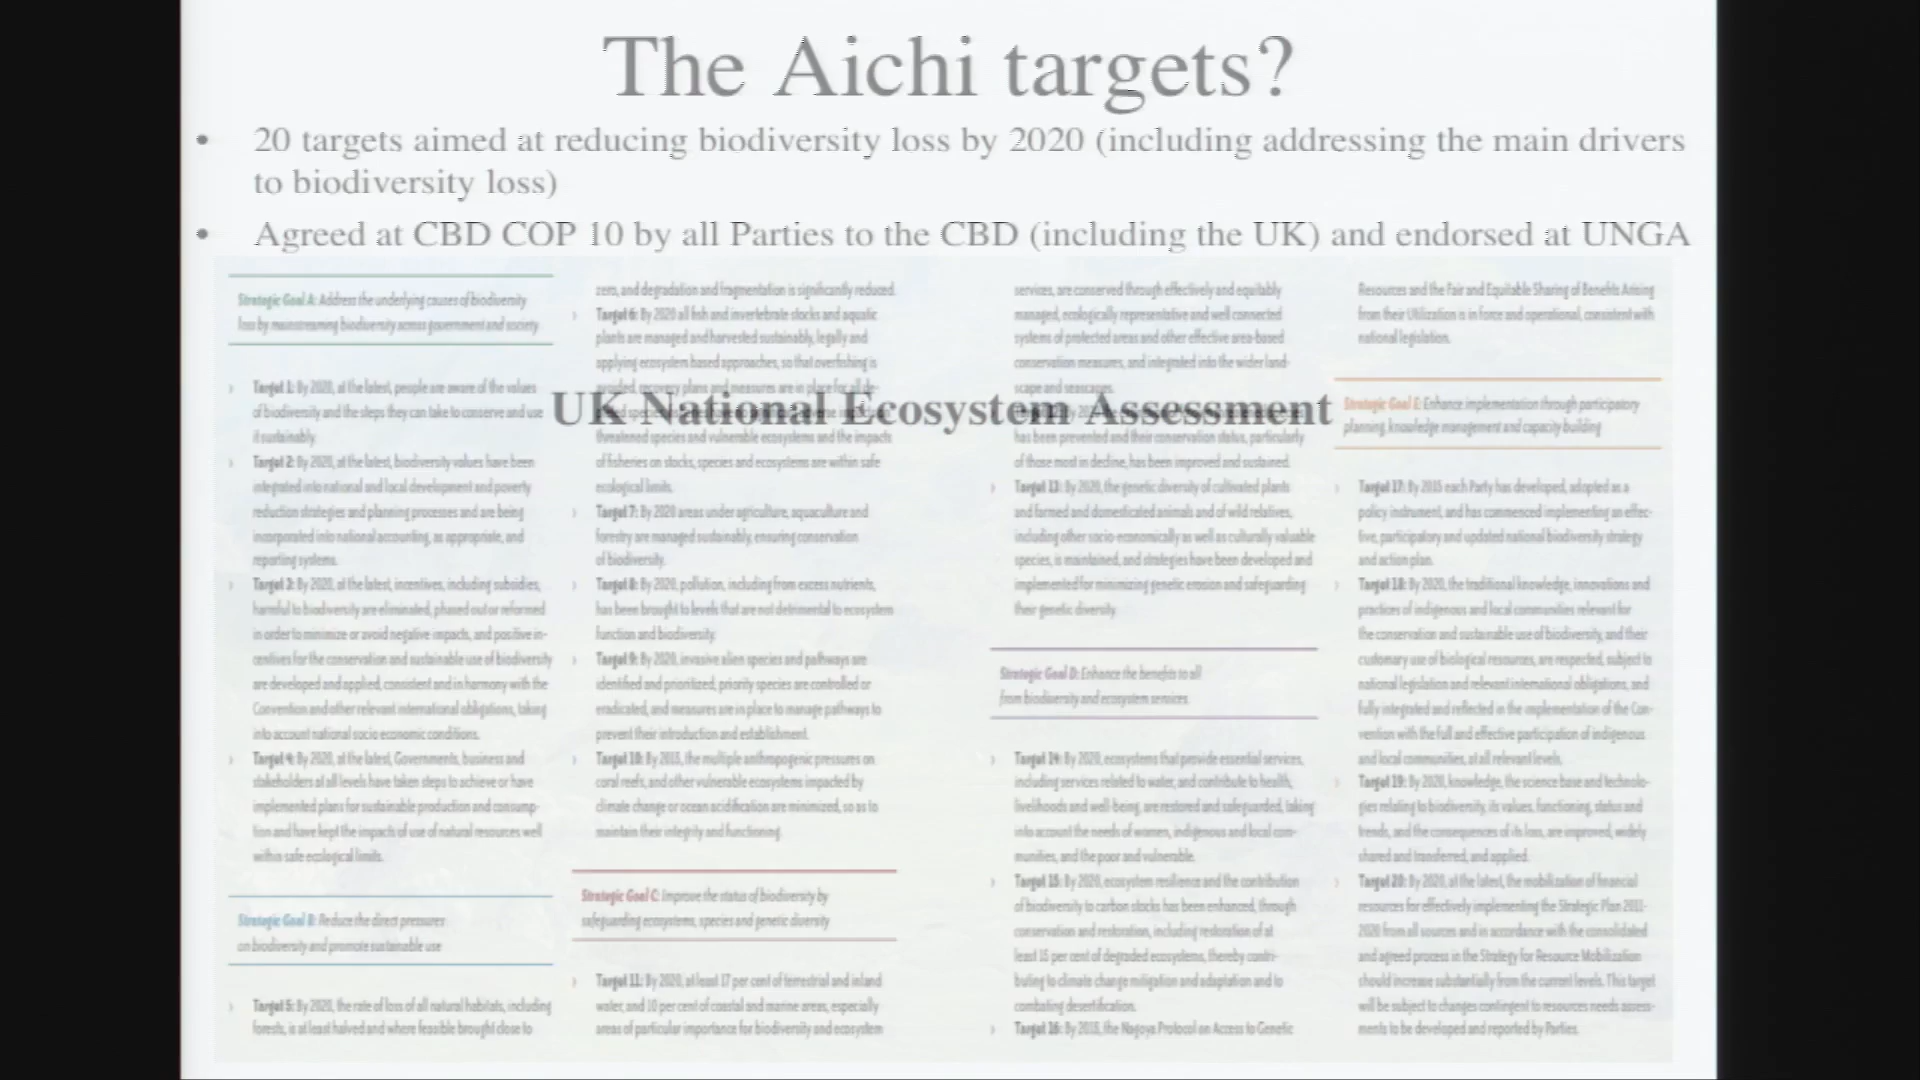 The Aichi targets?
• 20 targets aimed at reducing biodiversity loss by 2020 (including addressing the main drivers
to biodiversity loss)
• Agreed at CBD COP 10 by all Parties to the CBD (including the UK) and endorsed at UNGA
UK National Ecosystem Assessment
Strategic Goal A: Address the underlying causes of biodiversity
loss by mainstreaming biodiversity across government and society
Target 1: By 2020, at the latest, people are aware of the values
of biodiversity and the steps they can take to conserve and use
it sustainably.
Target 2: By 2020, at the latest, biodiversity values have been
integrated into national and local development and poverty
reduction strategies and planning processes and are being
incorporated into national accounting, as appropriate, and
reporting systems.
Target 3: By 2020, at the latest, incentives, including subsidies,
harmful to biodiversity are eliminated, phased out or reformed
in order to minimize or avoid negative impacts, and positive in-
centives for the conservation and sustainable use of biodiversity
are developed and applied, consistent and in harmony with the
Convention and other relevant international obligations, taking
into account national socio economic conditions.
Target 4: By 2020, at the latest, Governments, business and
stakeholders at all levels have taken steps to achieve or have
implemented plans for sustainable production and consump-
tion and have kept the impacts of use of natural resources well
within safe ecological limits.
Strategic Goal B: Reduce the direct pressures
on biodiversity and promote sustainable use
Target 5: By 2020, the rate of loss of all natural habitats, including
forests, is at least halved and where feasible brought close to
zero, and degradation and fragmentation is significantly reduced.
Target 6: By 2020 all fish and invertebrate stocks and aquatic
plants are managed and harvested sustainably, legally and
applying ecosystem based approaches, so that overfishing is
avoided, recovery plans and measures are in place for all de-
threatened species and vulnerable ecosystems and the impacts
of fisheries on stocks, species and ecosystems are within safe
ecological limits.
Target 7: By 2020 areas under agriculture, aquaculture and
forestry are managed sustainably, ensuring conservation
of biodiversity.
Target 8: By 2020, pollution, including from excess nutrients,
has been brought to levels that are not detrimental to ecosystem
function and biodiversity.
Target 9: By 2020, invasive alien species and pathways are
identified and prioritized, priority species are controlled or
eradicated, and measures are in place to manage pathways to
prevent their introduction and establishment.
Target 10: By 2015, the multiple anthropogenic pressures on
coral reefs, and other vulnerable ecosystems impacted by
climate change or ocean acidification are minimized, so as to
maintain their integrity and functioning.
Strategic Goal C: Improve the status of biodiversity by
safeguarding ecosystems, species and genetic diversity
Target 11: By 2020, at least 17 per cent of terrestrial and inland
water, and 10 per cent of coastal and marine areas, especially
areas of particular importance for biodiversity and ecosystem
services, are conserved through effectively and equitably
managed, ecologically representative and well connected
systems of protected areas and other effective area-based
conservation measures, and integrated into the wider land-
scape and seascapes.
has been prevented and their conservation status, particularly
of those most in decline, has been improved and sustained.
Target 13: By 2020, the genetic diversity of cultivated plants
and farmed and domesticated animals and of wild relatives,
including other socio-economically as well as culturally valuable
species, is maintained, and strategies have been developed and
implemented for minimizing genetic erosion and safeguarding
their genetic diversity.
Strategic Goal D: Enhance the benefits to all
from biodiversity and ecosystem services
Target 14: By 2020, ecosystems that provide essential services,
including services related to water, and contribute to health,
livelihoods and well-being, are restored and safeguarded, taking
into account the needs of women, indigenous and local com-
munities, and the poor and vulnerable.
Target 15: By 2020, ecosystem resilience and the contribution
of biodiversity to carbon stocks has been enhanced, through
conservation and restoration, including restoration of at
least 15 per cent of degraded ecosystems, thereby contri-
buting to climate change mitigation and adaptation and to
combating desertification.
Target 16: By 2015, the Nagoya Protocol on Access to Genetic
Resources and the Fair and Equitable Sharing of Benefits Arising
from their Utilization is in force and operational, consistent with
national legislation.
Strategic Goal E: Enhance implementation through participatory
planning, knowledge management and capacity building
Target 17: By 2015 each Party has developed, adopted as a
policy instrument, and has commenced implementing an effec-
tive, participatory and updated national biodiversity strategy
and action plan.
Target 18: By 2020, the traditional knowledge, innovations and
practices of indigenous and local communities relevant for
the conservation and sustainable use of biodiversity, and their
customary use of biological resources, are respected, subject to
national legislation and relevant international obligations, and
fully integrated and reflected in the implementation of the Con-
vention with the full and effective participation of indigenous
and local communities, at all relevant levels.
Target 19: By 2020, knowledge, the science base and technolo-
gies relating to biodiversity, its values, functioning, status and
trends, and the consequences of its loss, are improved, widely
shared and transferred, and applied.
Target 20: By 2020, at the latest, the mobilization of financial
resources for effectively implementing the Strategic Plan 2011-
2020 from all sources and in accordance with the consolidated
and agreed process in the Strategy for Resource Mobilization
should increase substantially from the current levels. This target
will be subject to changes contingent to resources needs assess-
ments to be developed and reported by Parties.